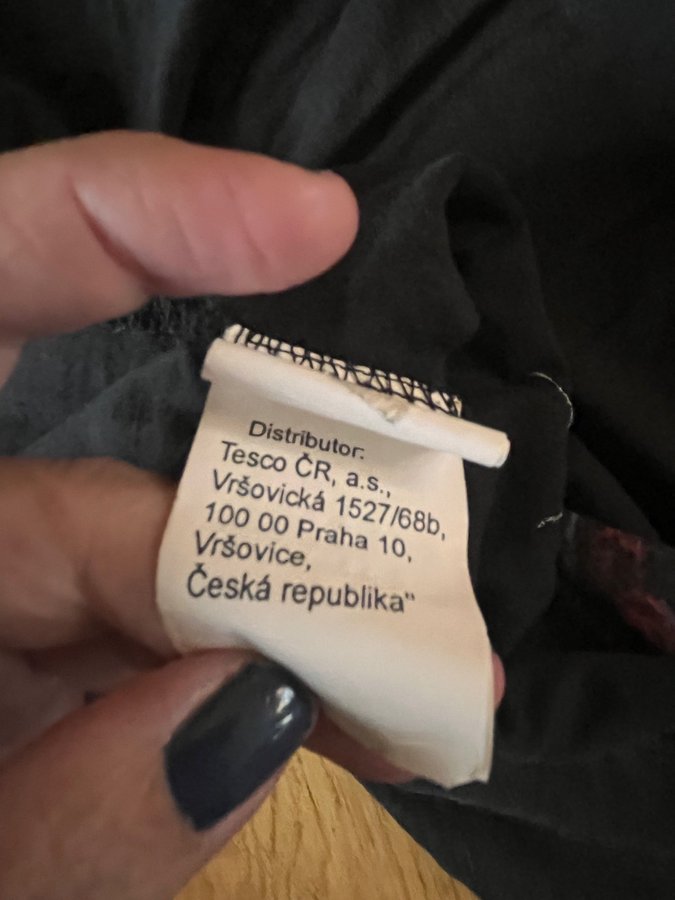 Distributor:
Tesco ČR, a.s.,
Vršovická 1527/68b,
100 00 Praha 10,
Vršovice,
Česká republika"